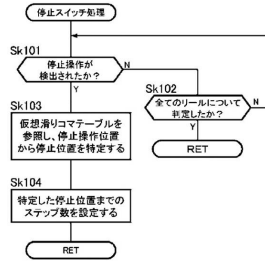 停止スイッチ処理
Sk101
停止操作が
検出されたか？
N
Y
Sk102
全てのリールについて
判定したか？
N
Y
RET
Sk103
仮想滑りコマテーブルを
参照し、停止操作位置
から停止位置を特定する
Sk104
特定した停止位置までの
ステップ数を設定する
RET